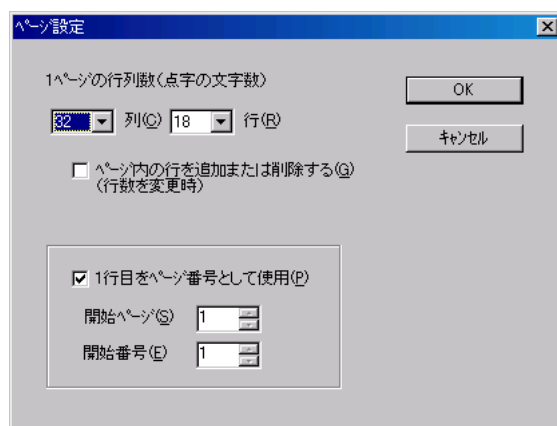 ページ設定
1ページの行列数(点字の文字数)
32 列(C) 18 行(R)
OK
キャンセル
ページ内の行を追加または削除する(G)
(行数を変更時)
1行目をページ番号として使用(P)
開始ページ(S) 1
開始番号(E) 1